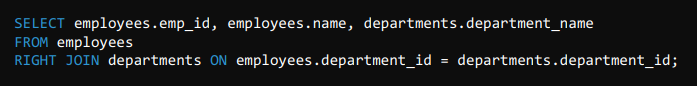 SELECT employees.emp_id, employees.name, departments.department_name
FROM employees
RIGHT JOIN departments ON employees.department_id = departments.department_id;